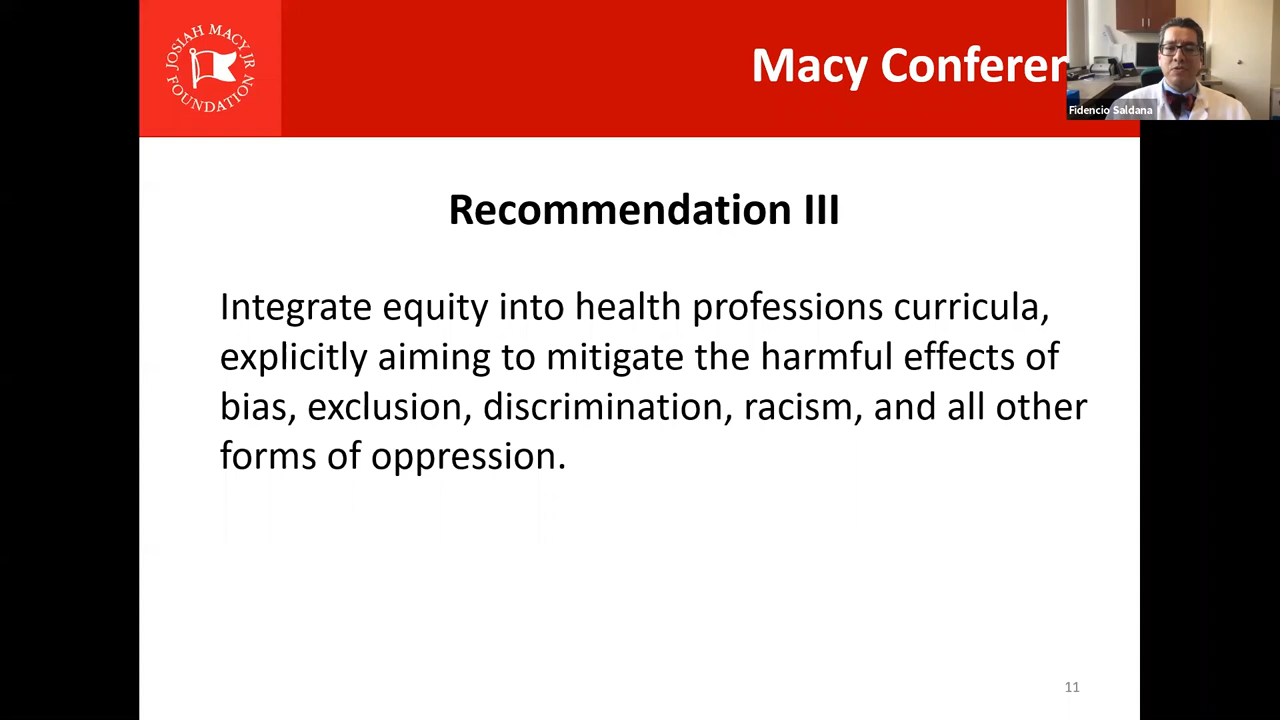 JOSIAH MACY JR
FOUNDATION
Macy Conferen
Fidencio Saldana
Recommendation III
Integrate equity into health professions curricula,
explicitly aiming to mitigate the harmful effects of
bias, exclusion, discrimination, racism, and all other
forms of oppression.
11